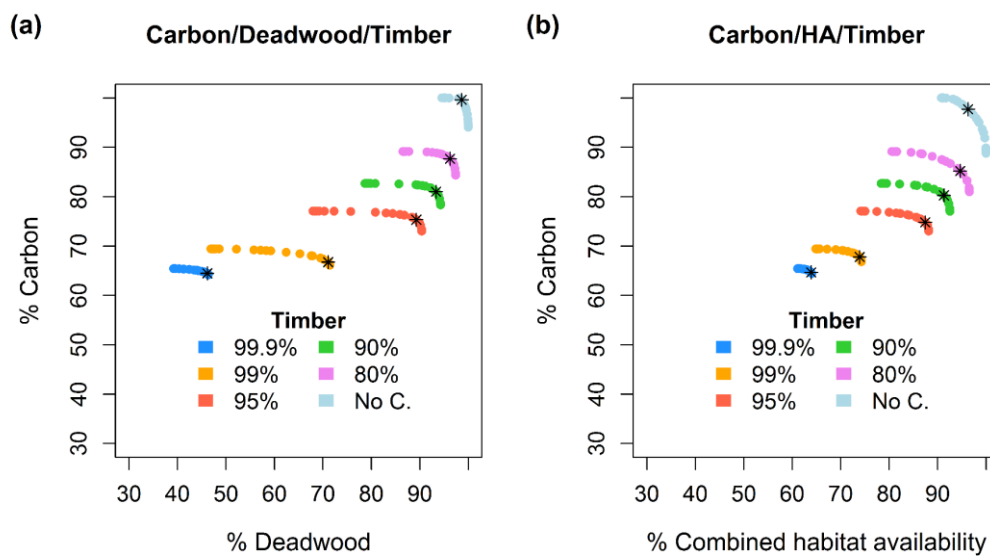 (a) Carbon/Deadwood/Timber
% Carbon
90
80
70
60
50
40
30
Timber
99.9% 90%
99% 80%
95% No C.
30 40 50 60 70 80 90
% Deadwood
(b) Carbon/HA/Timber
% Carbon
90
80
70
60
50
40
30
Timber
99.9% 90%
99% 80%
95% No C.
30 40 50 60 70 80 90
% Combined habitat availability